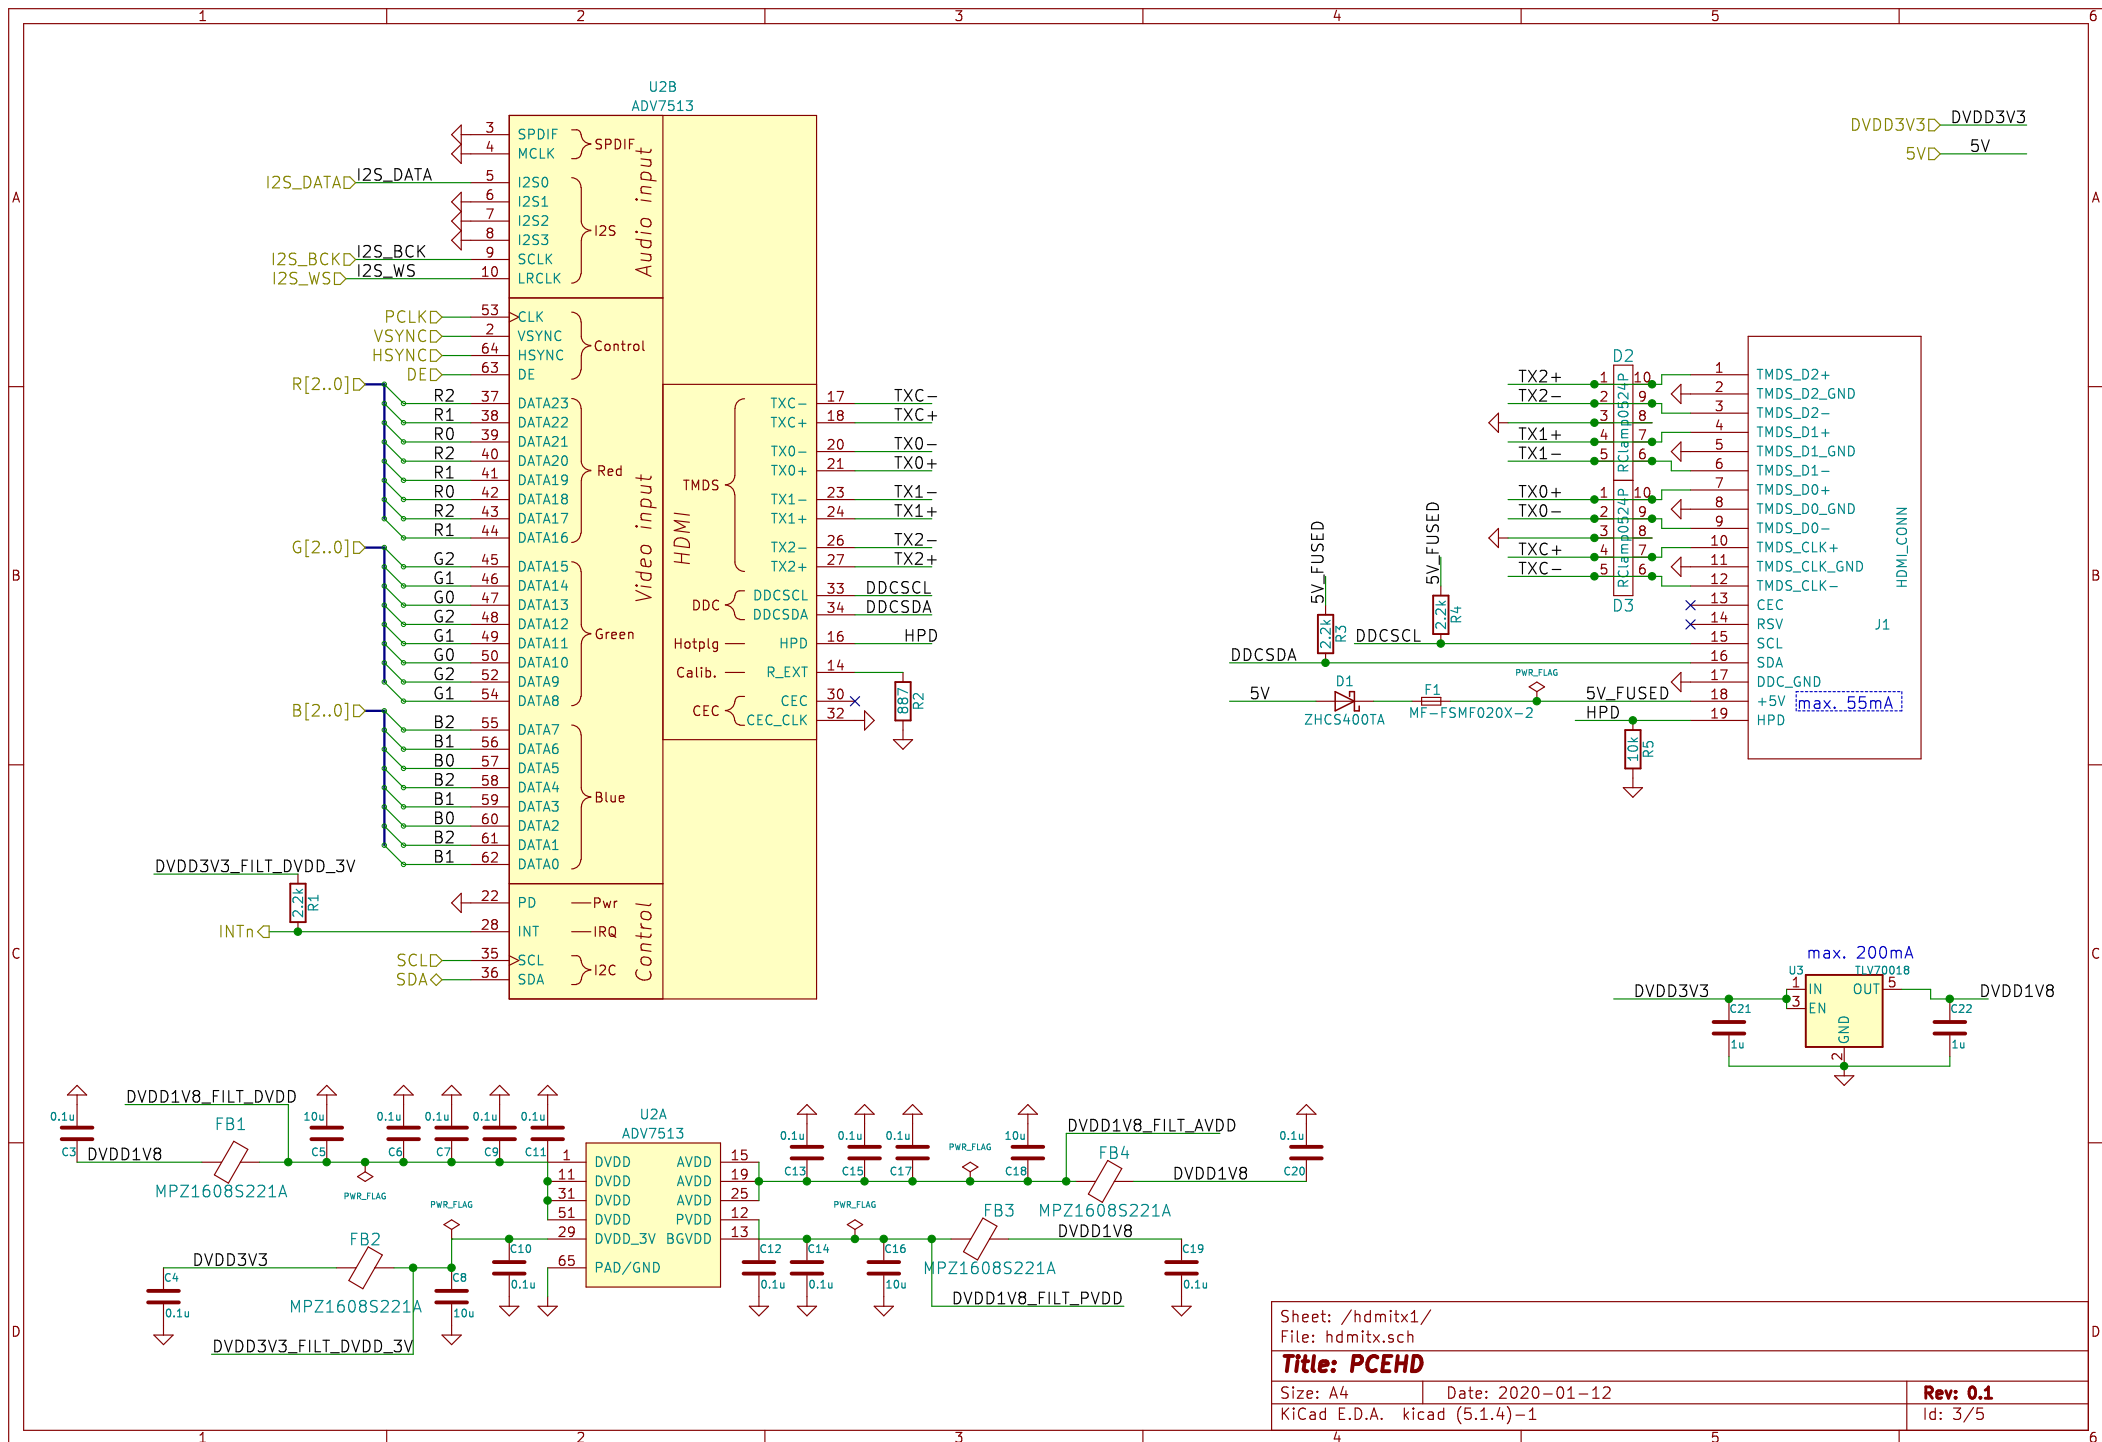 1 2 3 4 5 6
A
B
C
D
A
B
C
D
1 2 3 4 5 6
U2B
ADV7513
3 SPDIF
4 MCLK
SPDIF
I2S_DATA I2S_DATA 5 I2S0
6 I2S1
7 I2S2
8 I2S3
I2S
I2S_BCK I2S_BCK 9 SCLK
I2S_WS I2S_WS 10 LRCLK
Audio input
PCLK 53 CLK
VSYNC 2 VSYNC
HSYNC 64 HSYNC
DE 63 DE
Control
R[2..0]
R2 37 DATA23
R1 38 DATA22
R0 39 DATA21
R2 40 DATA20
R1 41 DATA19
R0 42 DATA18
R2 43 DATA17
R1 44 DATA16
Red
G[2..0]
G2 45 DATA15
G1 46 DATA14
G0 47 DATA13
G2 48 DATA12
G1 49 DATA11
G0 50 DATA10
G2 52 DATA9
G1 54 DATA8
Green
B[2..0]
B2 55 DATA7
B1 56 DATA6
B0 57 DATA5
B2 58 DATA4
B1 59 DATA3
B0 60 DATA2
B2 61 DATA1
B1 62 DATA0
Blue
Video input
DVDD3V3_FILT_DVDD_3V
2.2k
R1
22 PD Pwr
INTn 28 INT IRQ
SCL 35 SCL
SDA 36 SDA
I2C
Control
HDMI
TMDS
TXC- 17 TXC-
TXC+ 18 TXC+
TX0- 20 TX0-
TX0+ 21 TX0+
TX1- 23 TX1-
TX1+ 24 TX1+
TX2- 26 TX2-
TX2+ 27 TX2+
DDC
DDCSCL 33 DDCSCL
DDCSDA 34 DDCSDA
Hotplg HPD 16 HPD
Calib. R_EXT 14
887
R2
CEC
CEC 30
CEC_CLK 32
DVDD3V3 DVDD3V3
5V 5V
D2
RClamp0524P
TX2+ 1 10
TX2- 2 9
3 8
TX1+ 4 7
TX1- 5 6
TX0+ 1 10
TX0- 2 9
3 8
TXC+ 4 7
TXC- 5 6
RClamp0524P
D3
1 TMDS_D2+
2 TMDS_D2_GND
3 TMDS_D2-
4 TMDS_D1+
5 TMDS_D1_GND
6 TMDS_D1-
7 TMDS_D0+
8 TMDS_D0_GND
9 TMDS_D0-
10 TMDS_CLK+
11 TMDS_CLK_GND
12 TMDS_CLK-
13 CEC
14 RSV
15 SCL
16 SDA
17 DDC_GND
18 +5V
19 HPD
HDMI_CONN
J1
max. 55mA
5V_FUSED
2.2k
R3
5V_FUSED
2.2k
R4
DDCSCL
DDCSDA
5V
D1
ZHCS400TA
F1
MF-FSMF020X-2
PWR_FLAG
5V_FUSED
HPD
10k
R5
max. 200mA
U3 TLV70018
DVDD3V3
1 IN
3 EN
OUT 5
GND
2
DVDD1V8
C21
1u
C22
1u
0.1u
C3
DVDD1V8_FILT_DVDD
DVDD1V8
FB1
MPZ1608S221A
10u
C5
PWR_FLAG
0.1u
C6
0.1u
C7
0.1u
C9
0.1u
C11
PWR_FLAG
DVDD3V3
C4
0.1u
FB2
MPZ1608S221A
DVDD3V3_FILT_DVDD_3V
C8
10u
C10
0.1u
U2A
ADV7513
1 DVDD AVDD 15
11 DVDD AVDD 19
31 DVDD AVDD 25
51 DVDD PVDD 12
29 DVDD_3V BGVDD 13
65 PAD/GND
0.1u
C13
0.1u
C15
0.1u
C17
PWR_FLAG
10u
C18
DVDD1V8_FILT_AVDD
FB4
MPZ1608S221A
DVDD1V8
0.1u
C20
PWR_FLAG
C12
0.1u
C14
0.1u
C16
10u
FB3
MPZ1608S221A
DVDD1V8
DVDD1V8_FILT_PVDD
C19
0.1u
Sheet: /hdmitx1/
File: hdmitx.sch
Title: PCEHD
Size: A4 Date: 2020-01-12 Rev: 0.1
KiCad E.D.A. kicad (5.1.4)-1 Id: 3/5